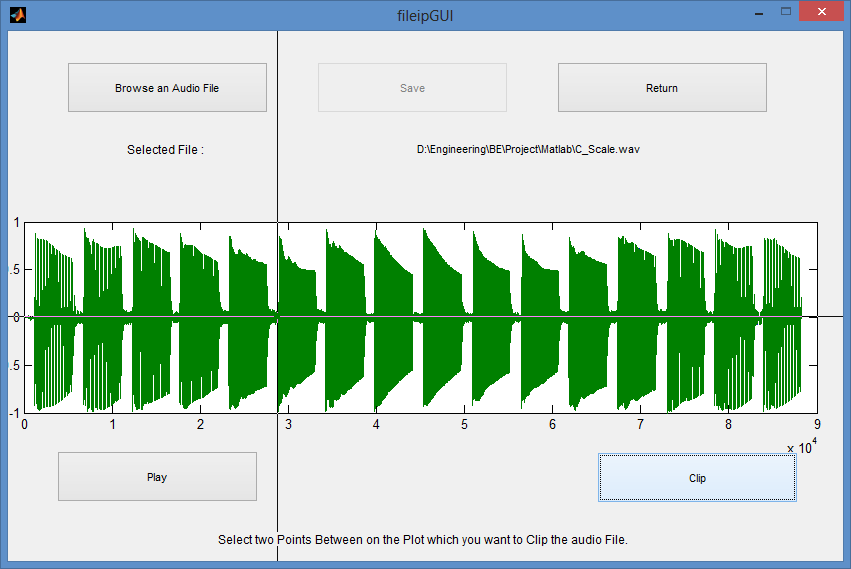 fileipGUI
Browse an Audio File
Save
Return
Selected File :
D:\Engineering\BE\Project\Matlab\C_Scale.wav
1
.5
0
.5
-1
0 1 2 3 4 5 6 7 8 9
x 10^4
Play
Clip
Select two Points Between on the Plot which you want to Clip the audio File.